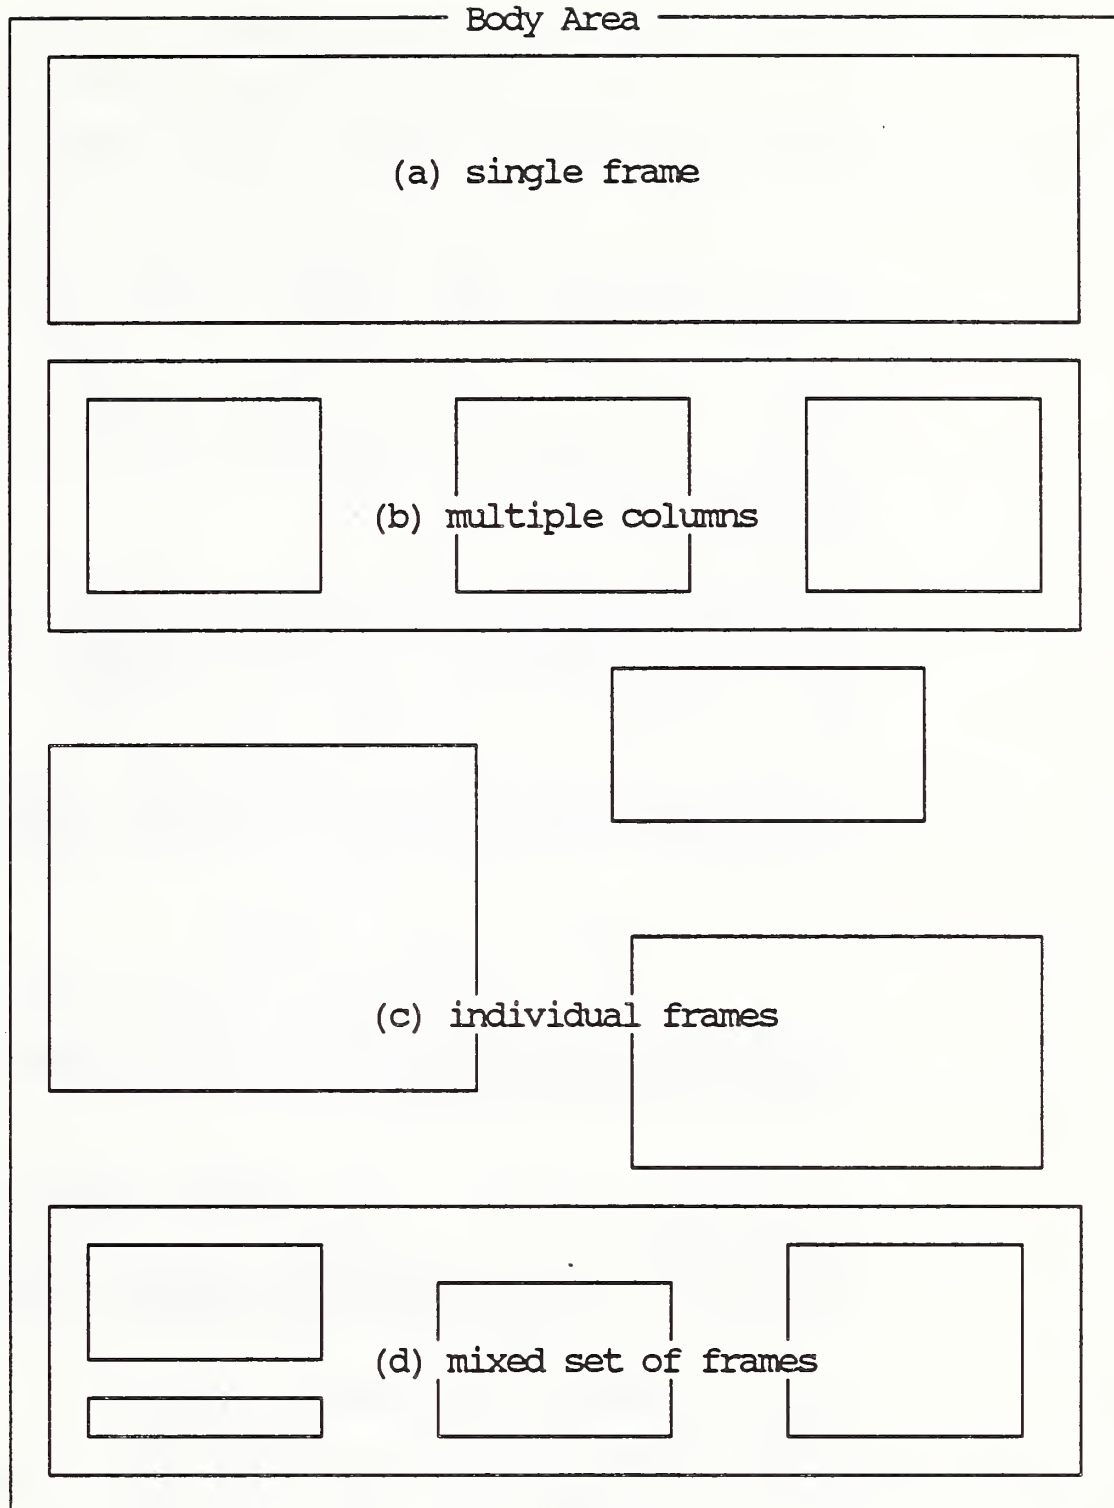 Body Area
(a) single frame
(b) multiple columns
(c) individual frames
(d) mixed set of frames